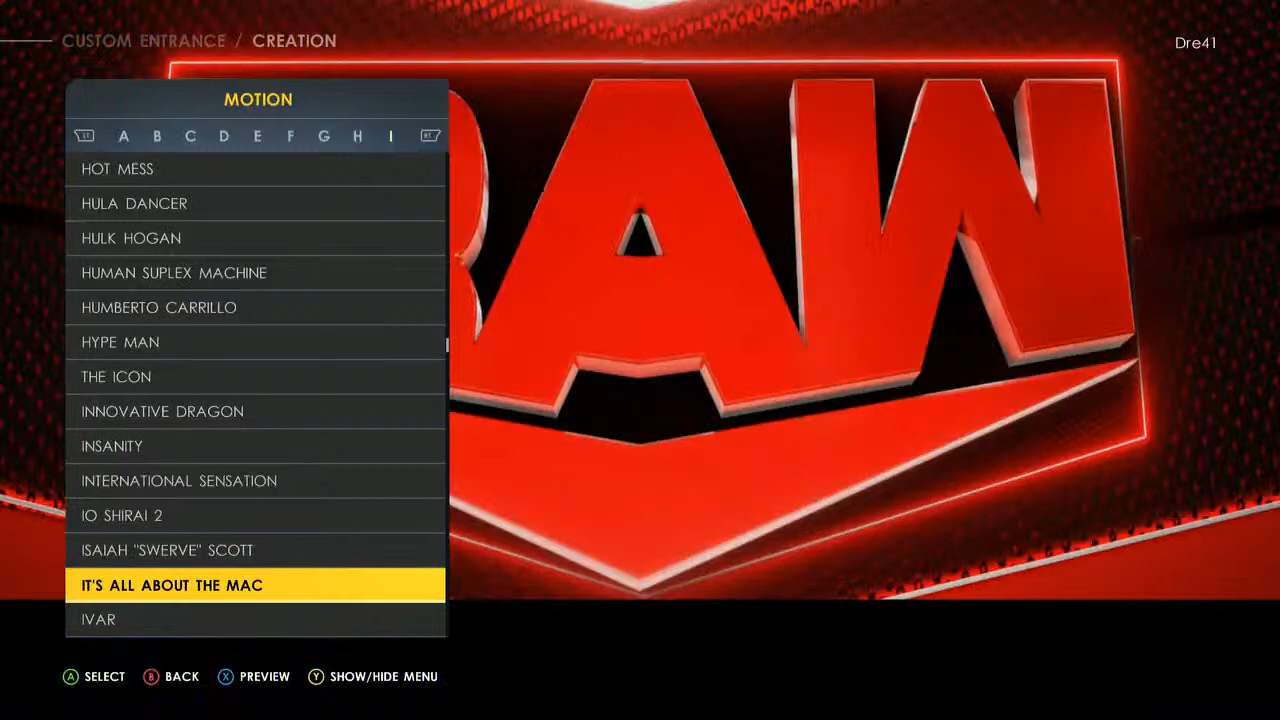 CUSTOM ENTRANCE / CREATION
Dre41
RAW
MOTION
LT A B C D E F G H I RT
HOT MESS
HULA DANCER
HULK HOGAN
HUMAN SUPLEX MACHINE
HUMBERTO CARRILLO
HYPE MAN
THE ICON
INNOVATIVE DRAGON
INSANITY
INTERNATIONAL SENSATION
IO SHIRAI 2
ISAIAH "SWERVE" SCOTT
IT'S ALL ABOUT THE MAC
IVAR
A SELECT B BACK X PREVIEW Y SHOW/HIDE MENU